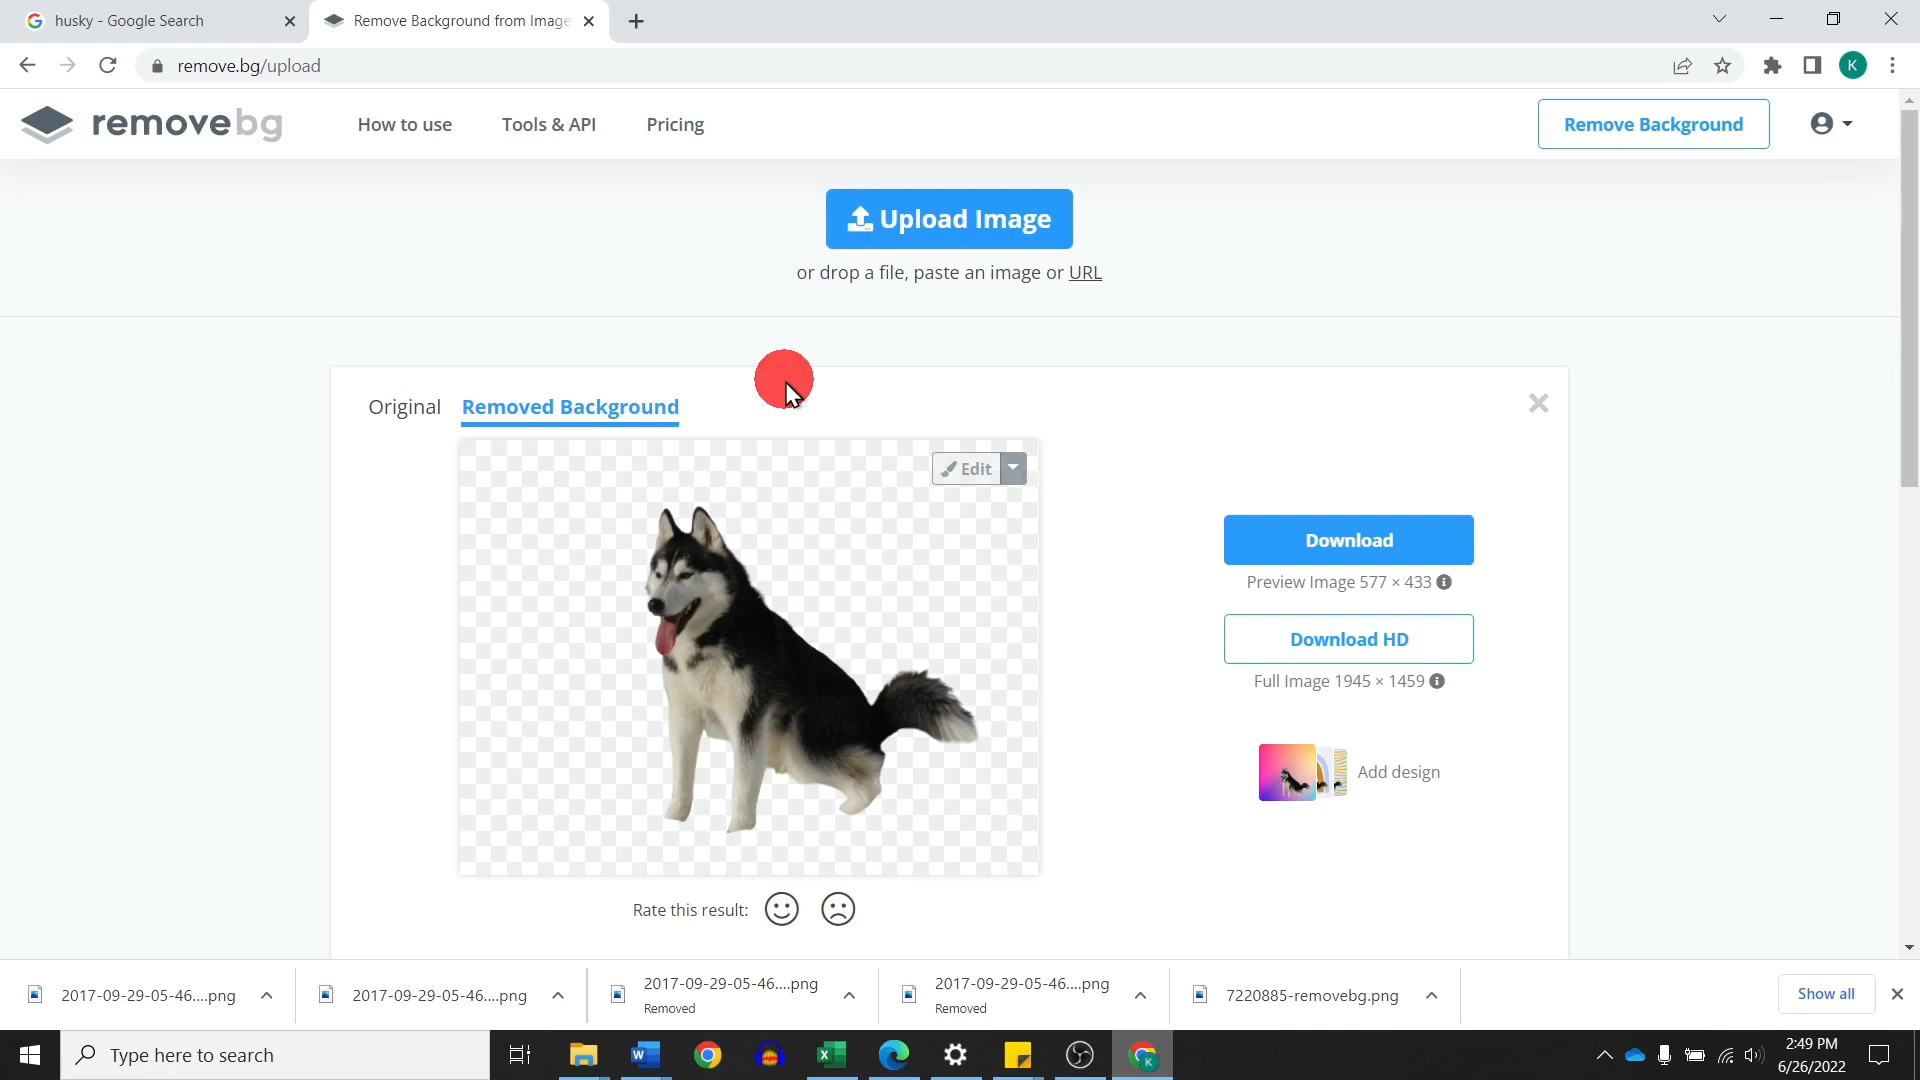 husky - Google Search
Remove Background from Image
remove.bg/upload
K
removebg
How to use
Tools & API
Pricing
Remove Background
Upload Image
or drop a file, paste an image or URL
Original
Removed Background
Edit
Download
Preview Image 577 × 433
Download HD
Full Image 1945 × 1459
Add design
Rate this result:
2017-09-29-05-46....png
2017-09-29-05-46....png
2017-09-29-05-46....png
Removed
2017-09-29-05-46....png
Removed
7220885-removebg.png
Show all
Type here to search
2:49 PM
6/26/2022